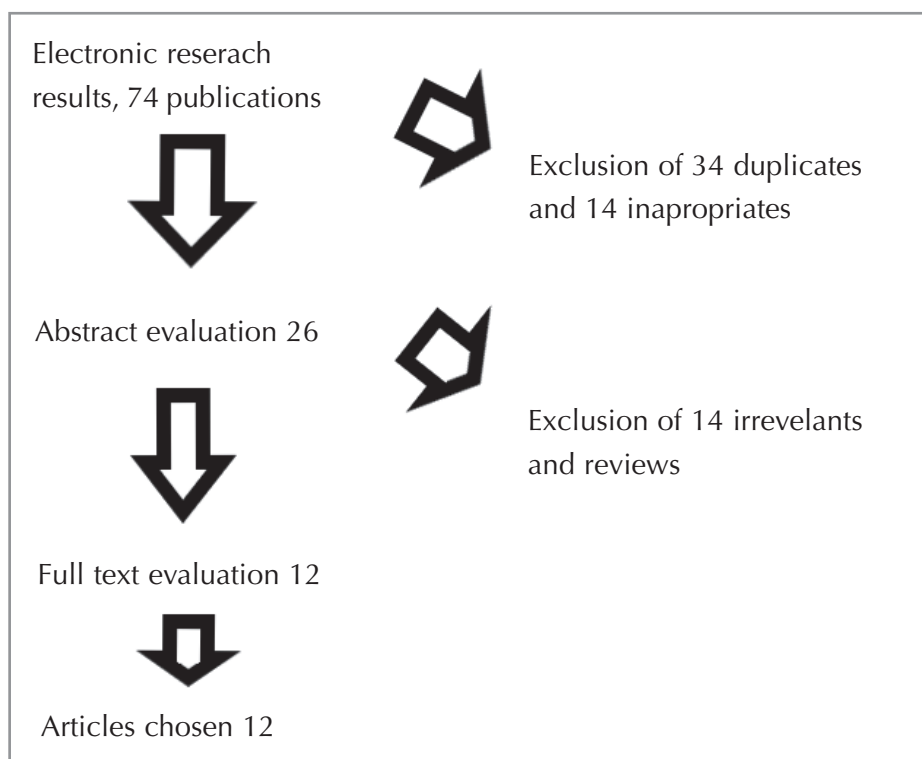 Electronic reserach
results, 74 publications
Exclusion of 34 duplicates
and 14 inapropriates
Abstract evaluation 26
Exclusion of 14 irrevelants
and reviews
Full text evaluation 12
Articles chosen 12